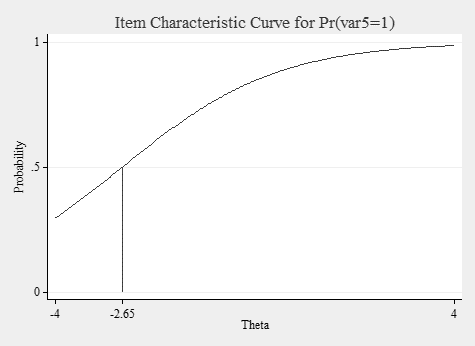 Item Characteristic Curve for Pr(var5=1)
1
.5
0
Probability
-4
-2.65
4
Theta